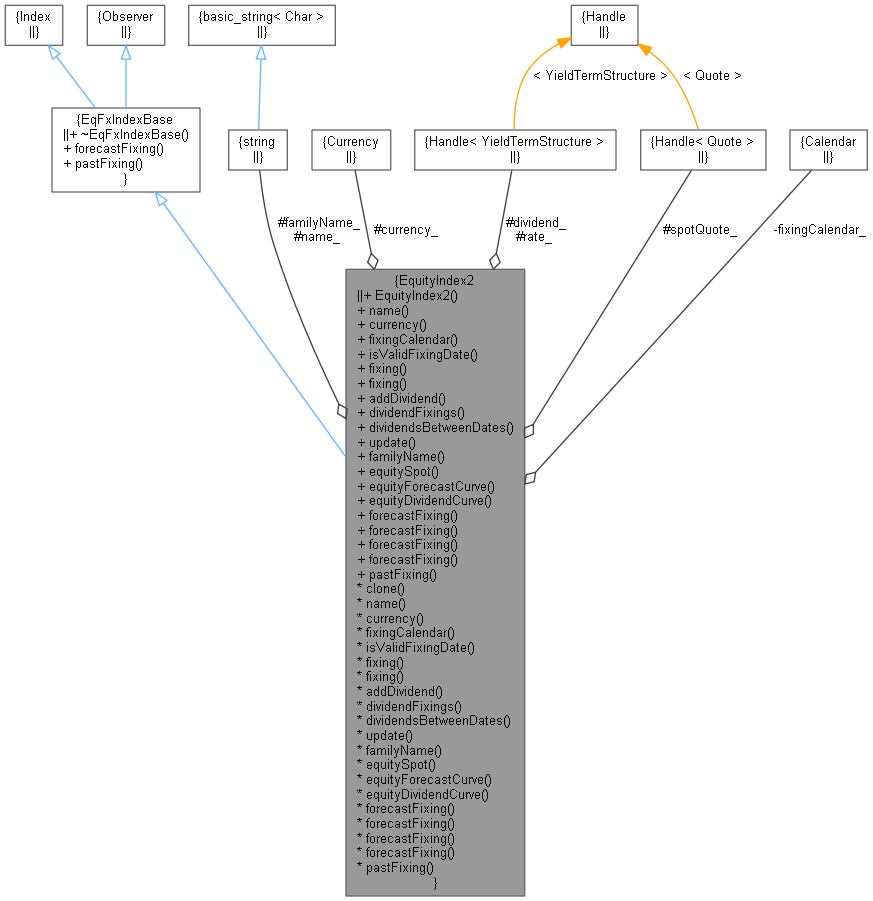 {Index
||}
{Observer
||}
{basic_string< Char >
||}
{Handle
||}
< YieldTermStructure >
< Quote >
{EqFxIndexBase
||+ ~EqFxIndexBase()
+ forecastFixing()
+ pastFixing()
}
{string
||}
{Currency
||}
{Handle< YieldTermStructure >
||}
{Handle< Quote >
||}
{Calendar
||}
#familyName_
#name_
#currency_
#dividend_
#rate_
#spotQuote_
-fixingCalendar_
{EquityIndex2
||+ EquityIndex2()
+ name()
+ currency()
+ fixingCalendar()
+ isValidFixingDate()
+ fixing()
+ fixing()
+ addDividend()
+ dividendFixings()
+ dividendsBetweenDates()
+ update()
+ familyName()
+ equitySpot()
+ equityForecastCurve()
+ equityDividendCurve()
+ forecastFixing()
+ forecastFixing()
+ forecastFixing()
+ forecastFixing()
+ pastFixing()
* clone()
* name()
* currency()
* fixingCalendar()
* isValidFixingDate()
* fixing()
* fixing()
* addDividend()
* dividendFixings()
* dividendsBetweenDates()
* update()
* familyName()
* equitySpot()
* equityForecastCurve()
* equityDividendCurve()
* forecastFixing()
* forecastFixing()
* forecastFixing()
* forecastFixing()
* pastFixing()
}